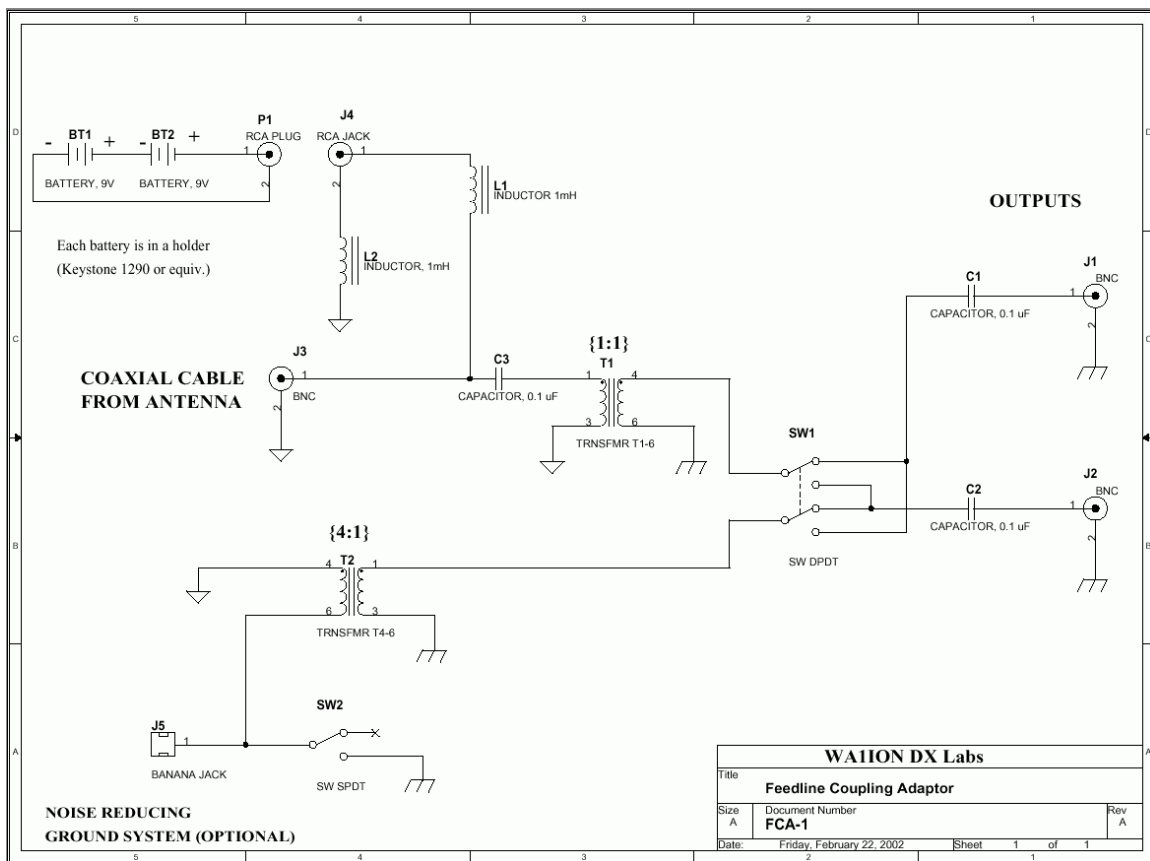 5 4 3 2 1
D D
C C
B B
A A
P1
RCA PLUG
J4
RCA JACK
- BT1 + - BT2 +
1 2
1 2
BATTERY, 9V BATTERY, 9V
L1
INDUCTOR 1mH
Each battery is in a holder
(Keystone 1290 or equiv.)
L2
INDUCTOR, 1mH
OUTPUTS
C1
CAPACITOR, 0.1 uF
J1
BNC
1
2
COAXIAL CABLE
FROM ANTENNA
J3
1
BNC
2
C3
CAPACITOR, 0.1 uF
{1:1}
T1
1 4
3 6
TRNSFMR T1-6
SW1
SW DPDT
C2
CAPACITOR, 0.1 uF
J2
BNC
1
2
{4:1}
T2
4 1
6 3
TRNSFMR T4-6
J5
1
BANANA JACK
SW2
SW SPDT
NOISE REDUCING
GROUND SYSTEM (OPTIONAL)
WA1ION DX Labs
Title
Feedline Coupling Adaptor
Size
A
Document Number
FCA-1
Rev
A
Date: Friday, February 22, 2002 Sheet 1 of 1
5 4 3 2 1